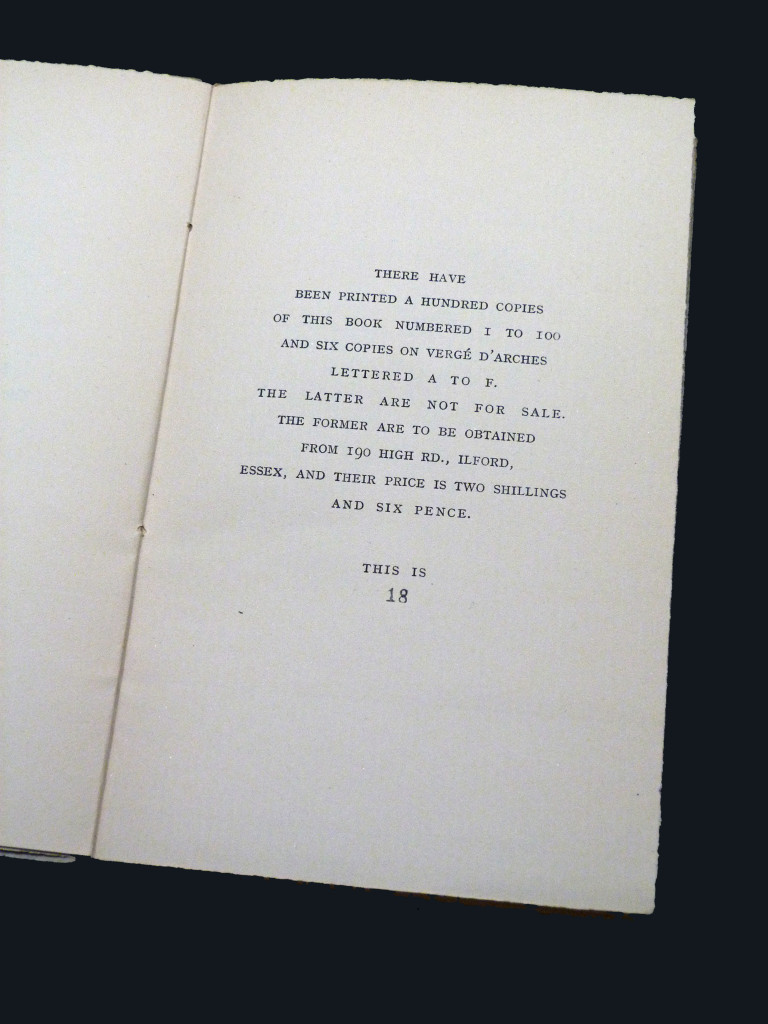 THERE HAVE
BEEN PRINTED A HUNDRED COPIES
OF THIS BOOK NUMBERED 1 TO 100
AND SIX COPIES ON VERGÉ D'ARCHES
LETTERED A TO F.
THE LATTER ARE NOT FOR SALE.
THE FORMER ARE TO BE OBTAINED
FROM 190 HIGH RD., ILFORD,
ESSEX, AND THEIR PRICE IS TWO SHILLINGS
AND SIX PENCE.
THIS IS
18